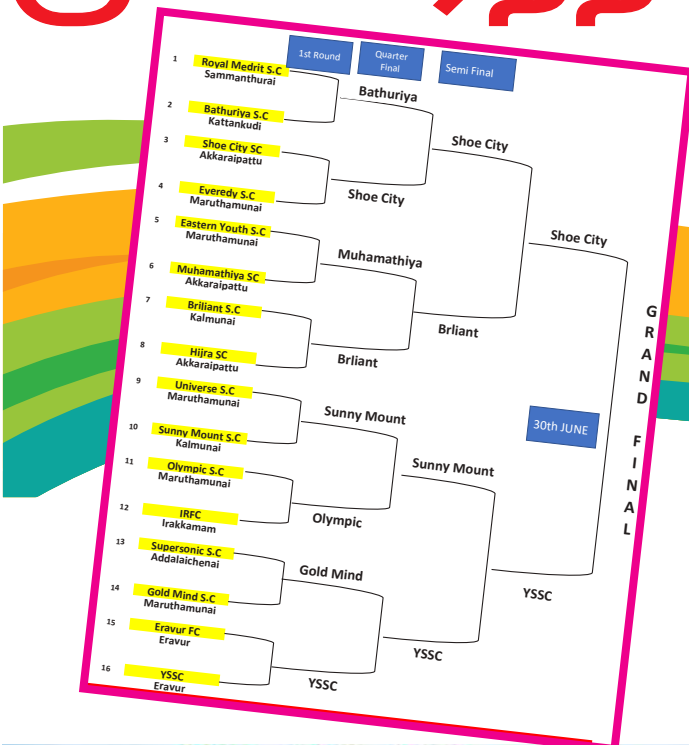 1st Round
Quarter
Final
Semi Final
1
Royal Medrit S.C
Sammanthurai
2
Bathuriya S.C
Kattankudi
3
Shoe City SC
Akkaraipattu
4
Everedy S.C
Maruthamunai
5
Eastern Youth S.C
Maruthamunai
6
Muhamathiya SC
Akkaraipattu
7
Briliant S.C
Kalmunai
8
Hijra SC
Akkaraipattu
9
Universe S.C
Maruthamunai
10
Sunny Mount S.C
Kalmunai
11
Olympic S.C
Maruthamunai
12
IRFC
Irakkamam
13
Supersonic S.C
Addalaichenai
14
Gold Mind S.C
Maruthamunai
15
Eravur FC
Eravur
16
YSSC
Eravur
Bathuriya
Shoe City
Muhamathiya
Brliant
Sunny Mount
Olympic
Gold Mind
YSSC
Shoe City
Brliant
Sunny Mount
YSSC
Shoe City
YSSC
30th JUNE
GRAND FINAL